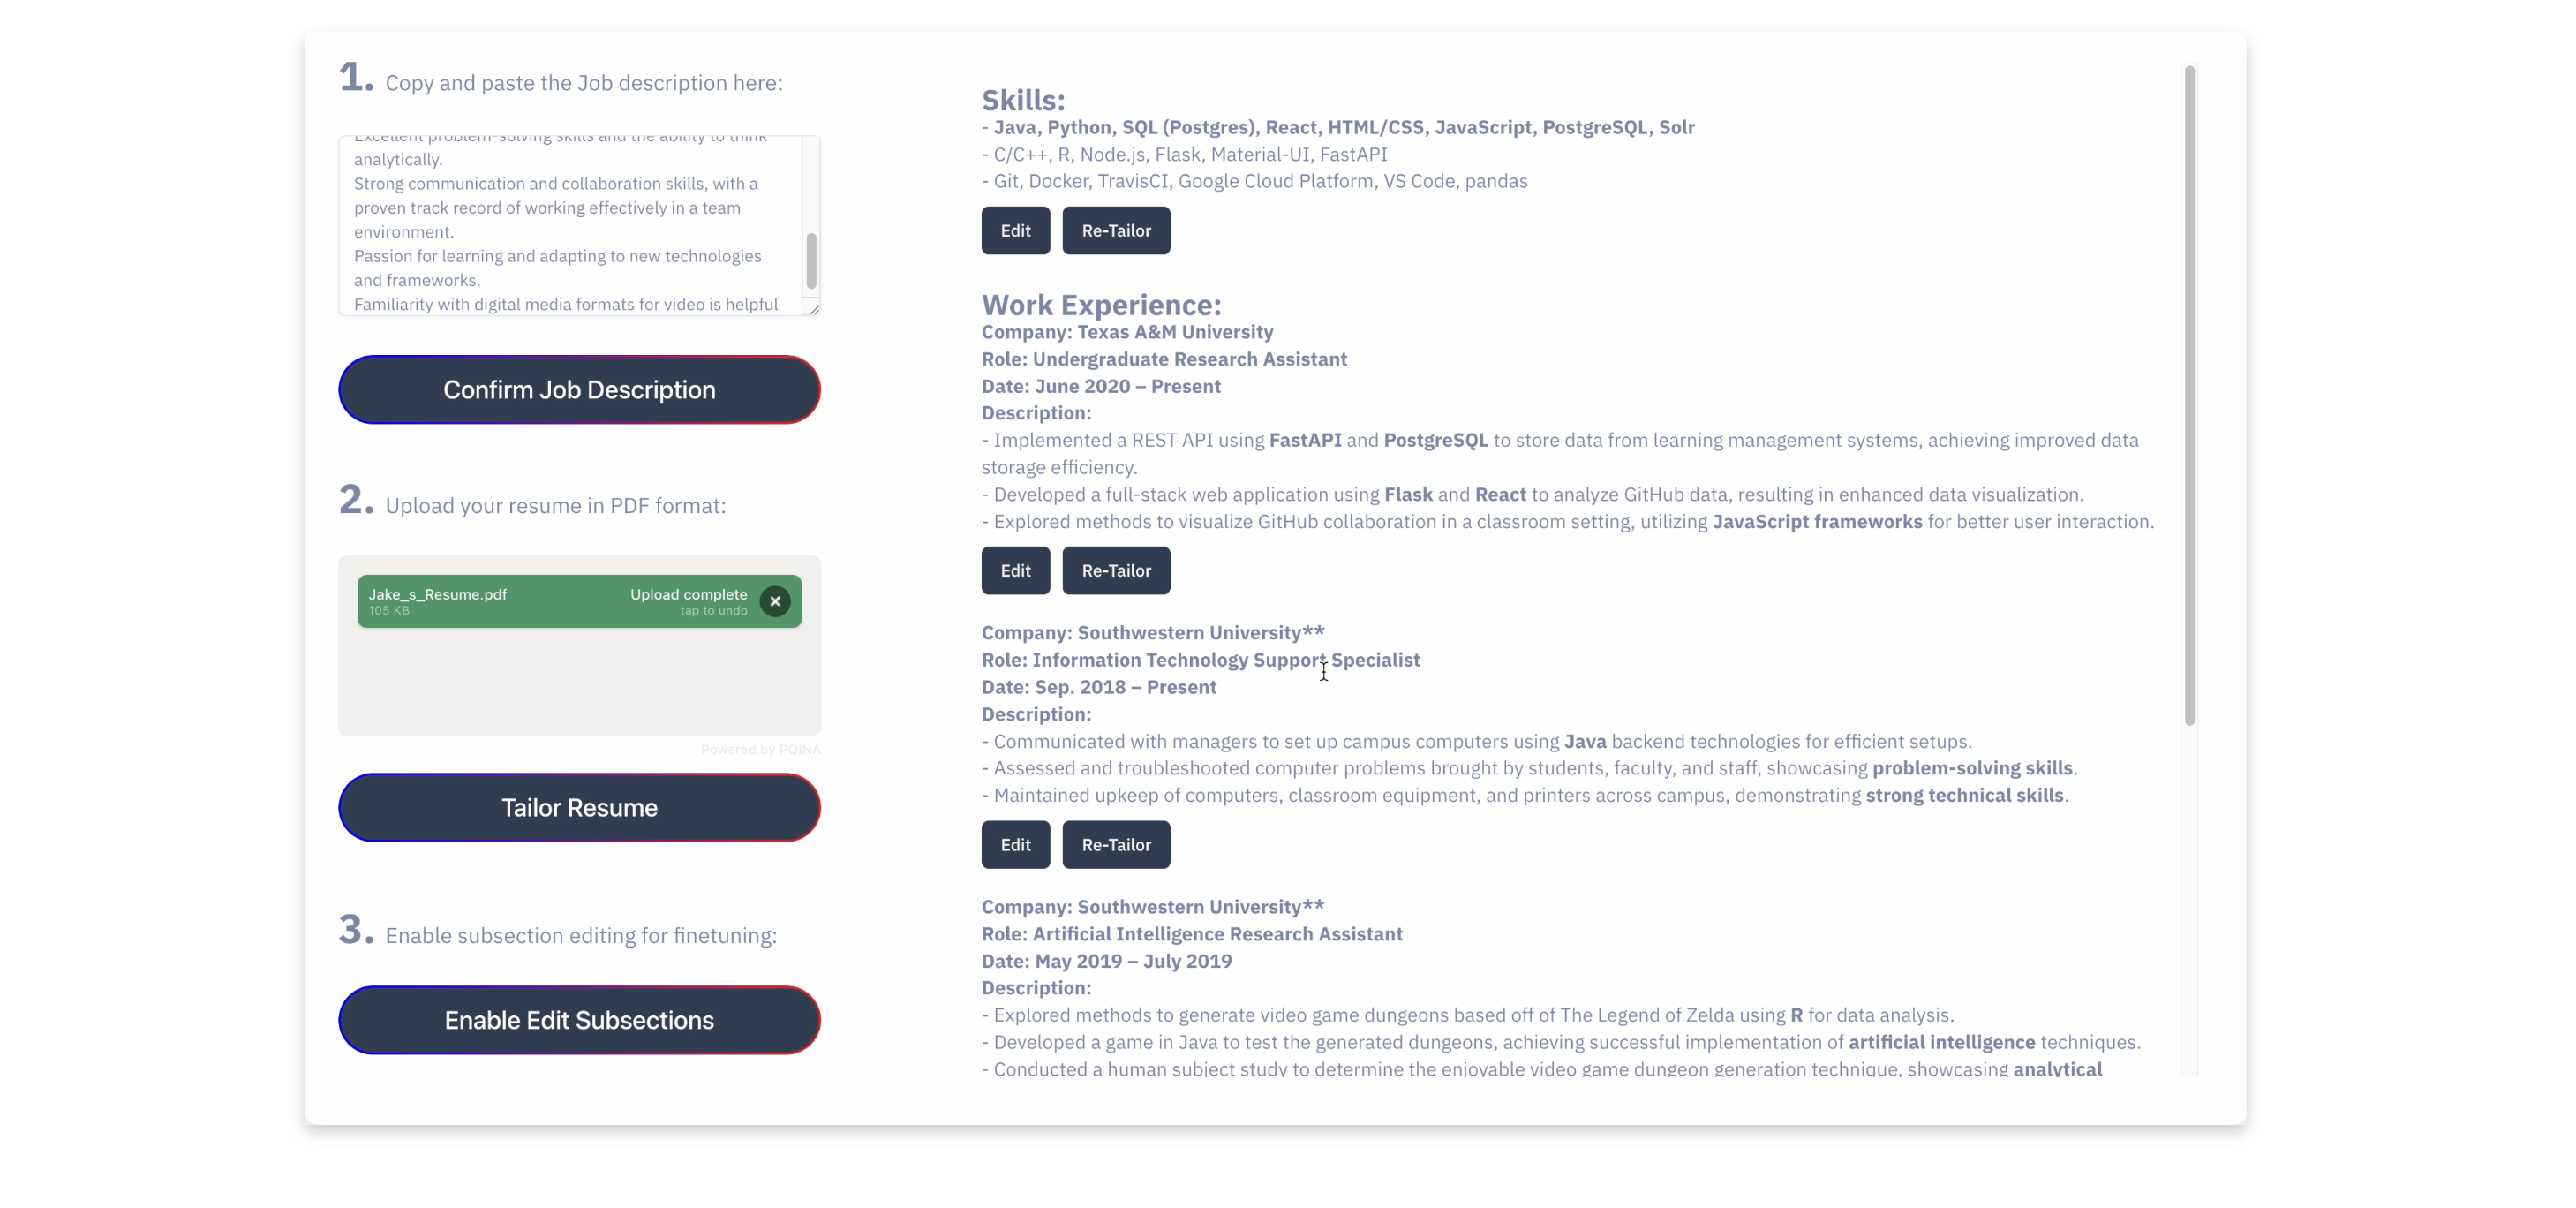 1. Copy and paste the Job description here:
Excellent problem-solving skills and the ability to think
analytically.
Strong communication and collaboration skills, with a
proven track record of working effectively in a team
environment.
Passion for learning and adapting to new technologies
and frameworks.
Familiarity with digital media formats for video is helpful
Confirm Job Description
2. Upload your resume in PDF format:
Jake_s_Resume.pdf
105 KB
Upload complete
tap to undo
Powered by PQINA
Tailor Resume
3. Enable subsection editing for finetuning:
Enable Edit Subsections
Skills:
- Java, Python, SQL (Postgres), React, HTML/CSS, JavaScript, PostgreSQL, Solr
- C/C++, R, Node.js, Flask, Material-UI, FastAPI
- Git, Docker, TravisCI, Google Cloud Platform, VS Code, pandas
Edit Re-Tailor
Work Experience:
Company: Texas A&M University
Role: Undergraduate Research Assistant
Date: June 2020 – Present
Description:
- Implemented a REST API using FastAPI and PostgreSQL to store data from learning management systems, achieving improved data
storage efficiency.
- Developed a full-stack web application using Flask and React to analyze GitHub data, resulting in enhanced data visualization.
- Explored methods to visualize GitHub collaboration in a classroom setting, utilizing JavaScript frameworks for better user interaction.
Edit Re-Tailor
Company: Southwestern University**
Role: Information Technology Support Specialist
Date: Sep. 2018 – Present
Description:
- Communicated with managers to set up campus computers using Java backend technologies for efficient setups.
- Assessed and troubleshooted computer problems brought by students, faculty, and staff, showcasing problem-solving skills.
- Maintained upkeep of computers, classroom equipment, and printers across campus, demonstrating strong technical skills.
Edit Re-Tailor
Company: Southwestern University**
Role: Artificial Intelligence Research Assistant
Date: May 2019 – July 2019
Description:
- Explored methods to generate video game dungeons based off of The Legend of Zelda using R for data analysis.
- Developed a game in Java to test the generated dungeons, achieving successful implementation of artificial intelligence techniques.
- Conducted a human subject study to determine the enjoyable video game dungeon generation technique, showcasing analytical